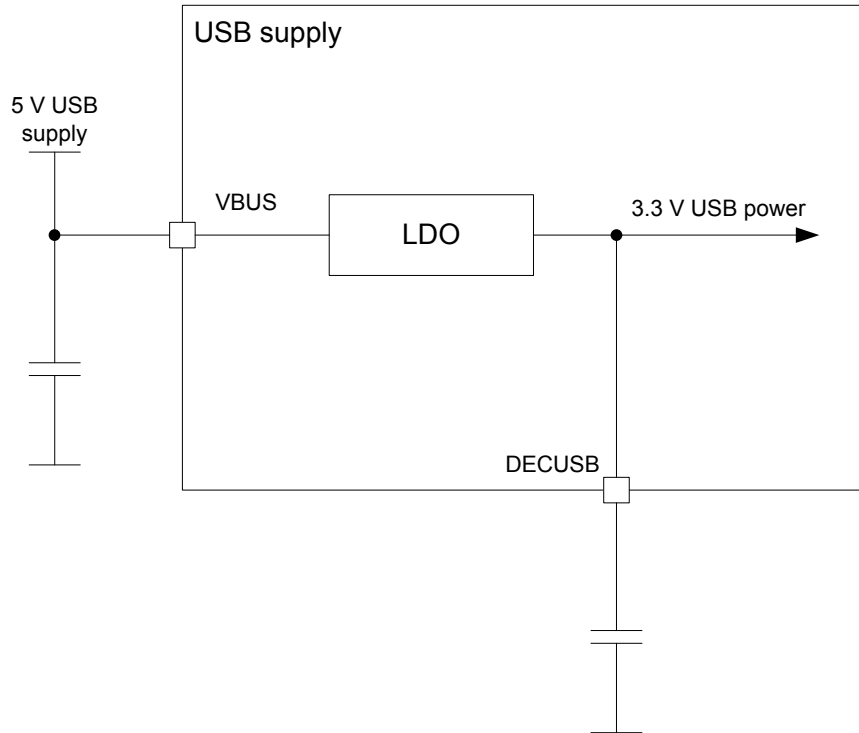 USB supply
5 V USB
supply
VBUS
LDO
3.3 V USB power
DECUSB